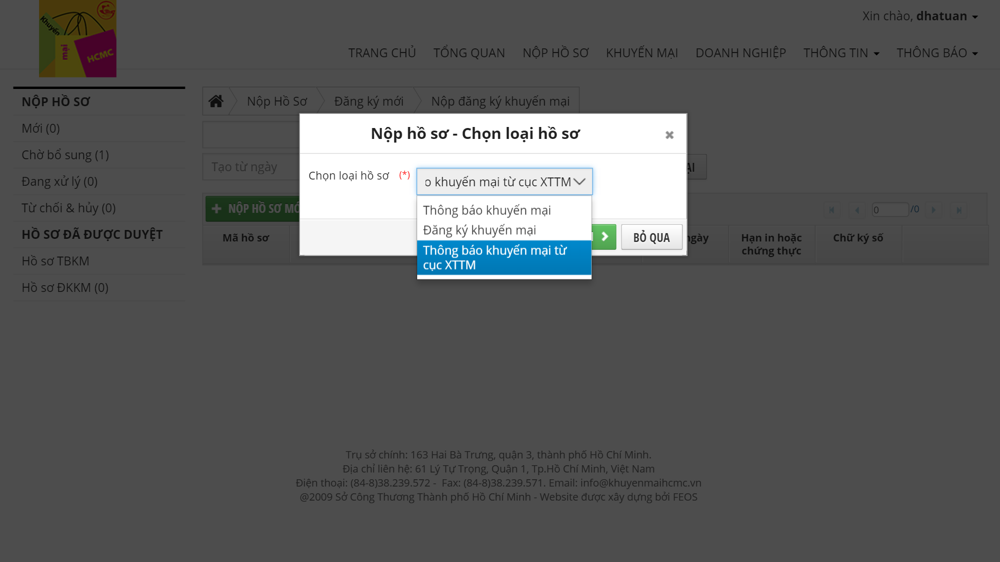 Khuyến
mại
HCMC
Xin chào, dhatuan
TRANG CHỦ TỔNG QUAN NỘP HỒ SƠ KHUYẾN MẠI DOANH NGHIỆP THÔNG TIN THÔNG BÁO
NỘP HỒ SƠ
Mới (0)
Chờ bổ sung (1)
Đang xử lý (0)
Từ chối & hủy (0)
HỒ SƠ ĐÃ ĐƯỢC DUYỆT
Hồ sơ TBKM
Hồ sơ ĐKKM (0)
Nộp Hồ Sơ Đăng ký mới Nộp đăng ký khuyến mại
Tạo từ ngày
NỘP HỒ SƠ
0 /0
Mã hồ sơ
ngày
Hạn in hoặc
chứng thực
Chữ ký số
Nộp hồ sơ - Chọn loại hồ sơ
Chọn loại hồ sơ (*)
o khuyến mại từ cục XTTM
Thông báo khuyến mại
Đăng ký khuyến mại
Thông báo khuyến mại từ
cục XTTM
BỎ QUA
Trụ sở chính: 163 Hai Bà Trưng, quận 3, thành phố Hồ Chí Minh.
Địa chỉ liên hệ: 61 Lý Tự Trọng, Quận 1, Tp.Hồ Chí Minh, Việt Nam
Điện thoại: (84-8)38.239.572 - Fax: (84-8)38.239.571. Email: info@khuyenmaihcmc.vn
@2009 Sở Công Thương Thành phố Hồ Chí Minh - Website được xây dựng bởi FEOS